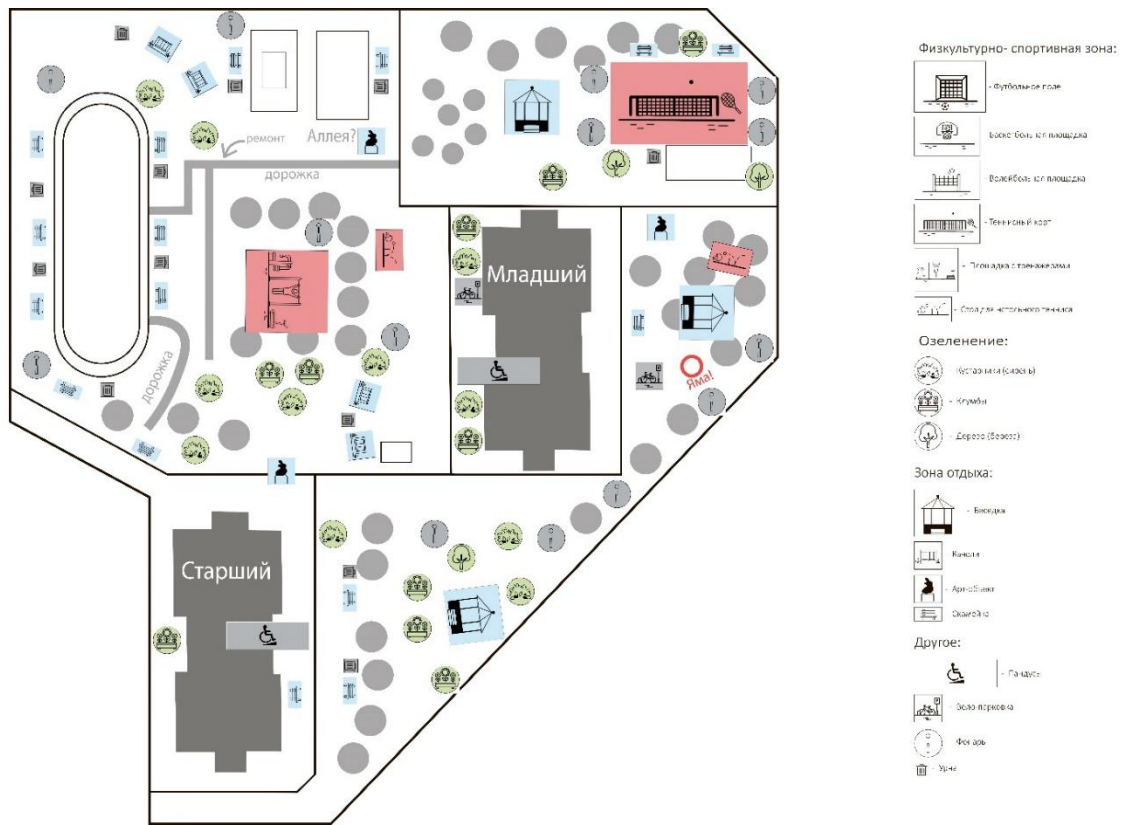 ремонт
Аллея?
дорожка
дорожка
Младший
Яма!
Старший
Физкультурно- спортивная зона:
- Футбольное поле
- Баскетбольная площадка
- Волейбольная площадка
- Теннисный корт
- Площадка с тренажерами
- Стол для настольного тенниса
Озеленение:
- Кустарники (сирень)
- Клумбы
- Дерево (береза)
Зона отдыха:
- Беседка
- Качели
- Арт-объект
- Скамейка
Другое:
- Пандусы
- Вело-парковка
- Фонарь
- Урна